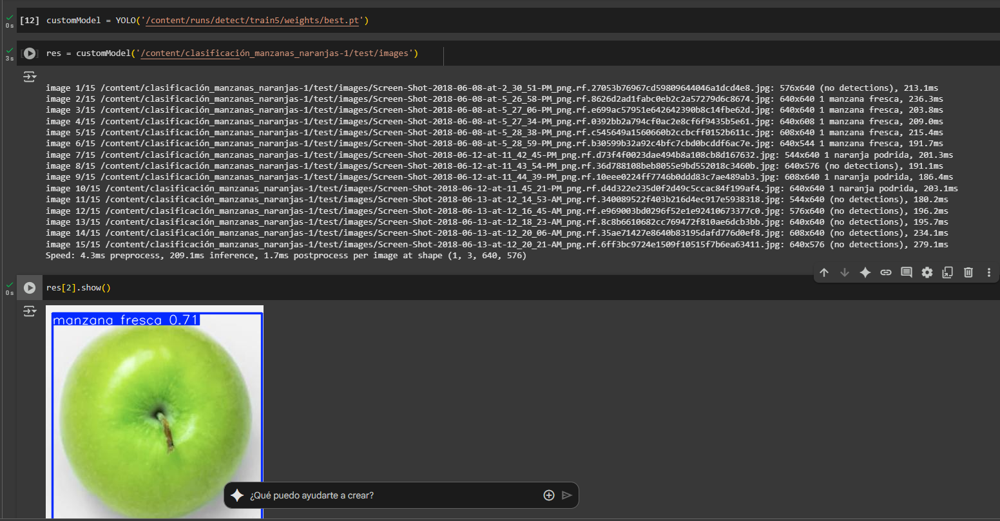 [12] customModel = YOLO('/content/runs/detect/train5/weights/best.pt')
0 s
res = customModel('/content/clasificación_manzanas_naranjas-1/test/images')
3 s
image 1/15 /content/clasificación_manzanas_naranjas-1/test/images/Screen-Shot-2018-06-08-at-2_30_51-PM_png.rf.27053b76967cd59809644046a1dcd4e8.jpg: 576x640 (no detections), 213.1ms
image 2/15 /content/clasificación_manzanas_naranjas-1/test/images/Screen-Shot-2018-06-08-at-5_26_58-PM_png.rf.8626d2ad1fabc0eb2c2a57279d6c8674.jpg: 640x640 1 manzana fresca, 236.3ms
image 3/15 /content/clasificación_manzanas_naranjas-1/test/images/Screen-Shot-2018-06-08-at-5_27_06-PM_png.rf.e699ac57951e642642390b8c14fbe62d.jpg: 640x640 1 manzana fresca, 203.8ms
image 4/15 /content/clasificación_manzanas_naranjas-1/test/images/Screen-Shot-2018-06-08-at-5_27_34-PM_png.rf.0392bb2a794cf0ac2e8cf6f9435b5e61.jpg: 640x608 1 manzana fresca, 209.0ms
image 5/15 /content/clasificación_manzanas_naranjas-1/test/images/Screen-Shot-2018-06-08-at-5_28_38-PM_png.rf.c545649a1560660b2ccbcff0152b611c.jpg: 608x640 1 manzana fresca, 215.4ms
image 6/15 /content/clasificación_manzanas_naranjas-1/test/images/Screen-Shot-2018-06-08-at-5_28_59-PM_png.rf.b30599b32a92c4bfc7cbd0bcddf6ac7e.jpg: 640x544 1 manzana fresca, 191.7ms
image 7/15 /content/clasificación_manzanas_naranjas-1/test/images/Screen-Shot-2018-06-12-at-11_42_45-PM_png.rf.d73f4f0023dae494b8a108cb8d167632.jpg: 544x640 1 naranja podrida, 201.3ms
image 8/15 /content/clasificación_manzanas_naranjas-1/test/images/Screen-Shot-2018-06-12-at-11_43_54-PM_png.rf.36d788108beb8055e9bd552018c3460b.jpg: 640x576 (no detections), 191.1ms
image 9/15 /content/clasificación_manzanas_naranjas-1/test/images/Screen-Shot-2018-06-12-at-11_44_39-PM_png.rf.10eee0224ff7746b0ddd83c7ae489ab3.jpg: 608x640 1 naranja podrida, 186.4ms
image 10/15 /content/clasificación_manzanas_naranjas-1/test/images/Screen-Shot-2018-06-12-at-11_45_21-PM_png.rf.d4d322e235d0f2d49c5ccac84f199af4.jpg: 640x640 1 naranja podrida, 203.1ms
image 11/15 /content/clasificación_manzanas_naranjas-1/test/images/Screen-Shot-2018-06-13-at-12_14_53-AM_png.rf.340089522f403b216d4ec917e5938318.jpg: 544x640 (no detections), 180.2ms
image 12/15 /content/clasificación_manzanas_naranjas-1/test/images/Screen-Shot-2018-06-13-at-12_16_45-AM_png.rf.e969003bd0296f52e1e92410673377c0.jpg: 576x640 (no detections), 196.2ms
image 13/15 /content/clasificación_manzanas_naranjas-1/test/images/Screen-Shot-2018-06-13-at-12_18_23-AM_png.rf.8c8b6610682cc769472f810ae6dcb3bb.jpg: 640x640 (no detections), 195.7ms
image 14/15 /content/clasificación_manzanas_naranjas-1/test/images/Screen-Shot-2018-06-13-at-12_20_06-AM_png.rf.35ae71427e8640b83195dafd776d0ef8.jpg: 608x640 (no detections), 234.1ms
image 15/15 /content/clasificación_manzanas_naranjas-1/test/images/Screen-Shot-2018-06-13-at-12_20_21-AM_png.rf.6ff3bc9724e1509f10515f7b6ea63411.jpg: 640x576 (no detections), 279.1ms
Speed: 4.3ms preprocess, 209.1ms inference, 1.7ms postprocess per image at shape (1, 3, 640, 576)
res[2].show()
0 s
manzana fresca 0.71
¿Qué puedo ayudarte a crear?